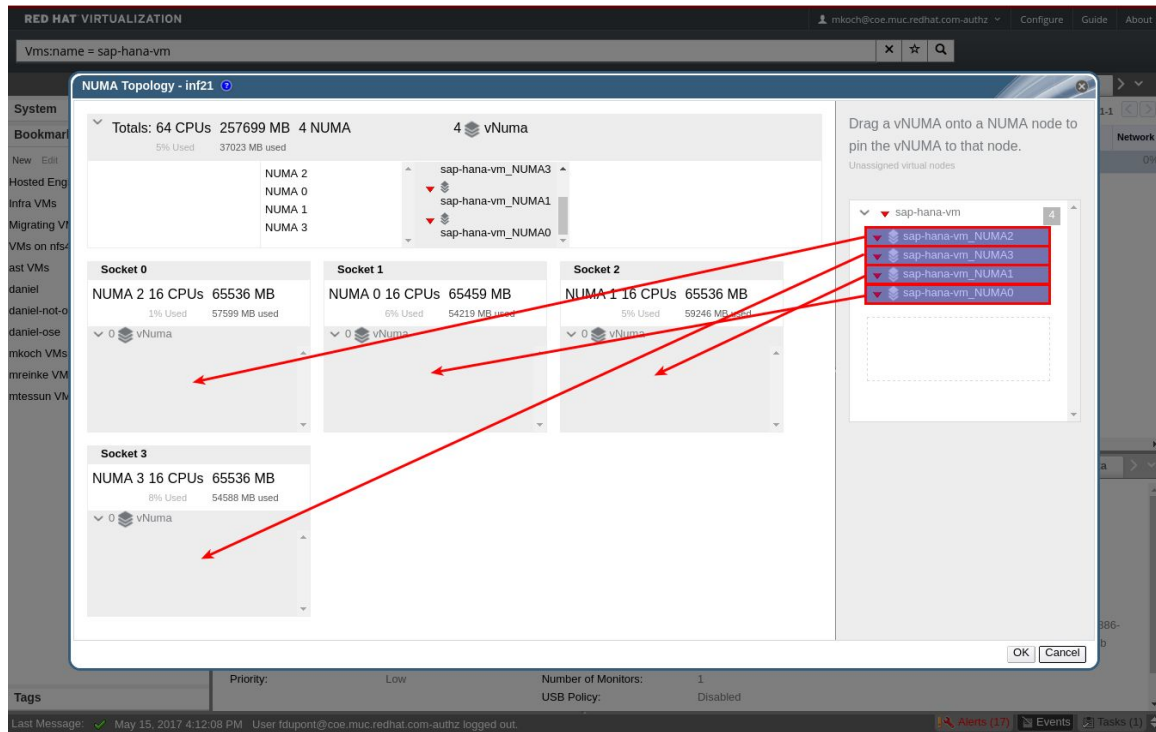 RED HAT VIRTUALIZATION
mkoch@coe.muc.redhat.com-authz Configure Guide About
Vms:name = sap-hana-vm
NUMA Topology - inf21
System
Bookmar
New Edit
Hosted Eng
Infra VMs
Migrating VM
VMs on nfs4
ast VMs
daniel
daniel-not-o
daniel-ose
mkoch VMs
mreinke VM
mtessun VM
Tags
Totals: 64 CPUs 257699 MB 4 NUMA 4 vNuma
5% Used 37023 MB used
NUMA 2
NUMA 0
NUMA 1
NUMA 3
sap-hana-vm_NUMA3
sap-hana-vm_NUMA1
sap-hana-vm_NUMA0
Socket 0
NUMA 2 16 CPUs 65536 MB
1% Used 57599 MB used
0 vNuma
Socket 1
NUMA 0 16 CPUs 65459 MB
6% Used 54219 MB used
0 vNuma
Socket 2
NUMA 1 16 CPUs 65536 MB
5% Used 59246 MB used
0 vNuma
Socket 3
NUMA 3 16 CPUs 65536 MB
8% Used 54588 MB used
0 vNuma
Drag a vNUMA onto a NUMA node to
pin the vNUMA to that node.
Unassigned virtual nodes
sap-hana-vm 4
sap-hana-vm_NUMA2
sap-hana-vm_NUMA3
sap-hana-vm_NUMA1
sap-hana-vm_NUMA0
OK Cancel
1-1
Network
0%
a
386-
b
Priority: Low Number of Monitors: 1
USB Policy: Disabled
Last Message: May 15, 2017 4:12:08 PM User fdupont@coe.muc.redhat.com-authz logged out.
Alerts (17) Events Tasks (1)